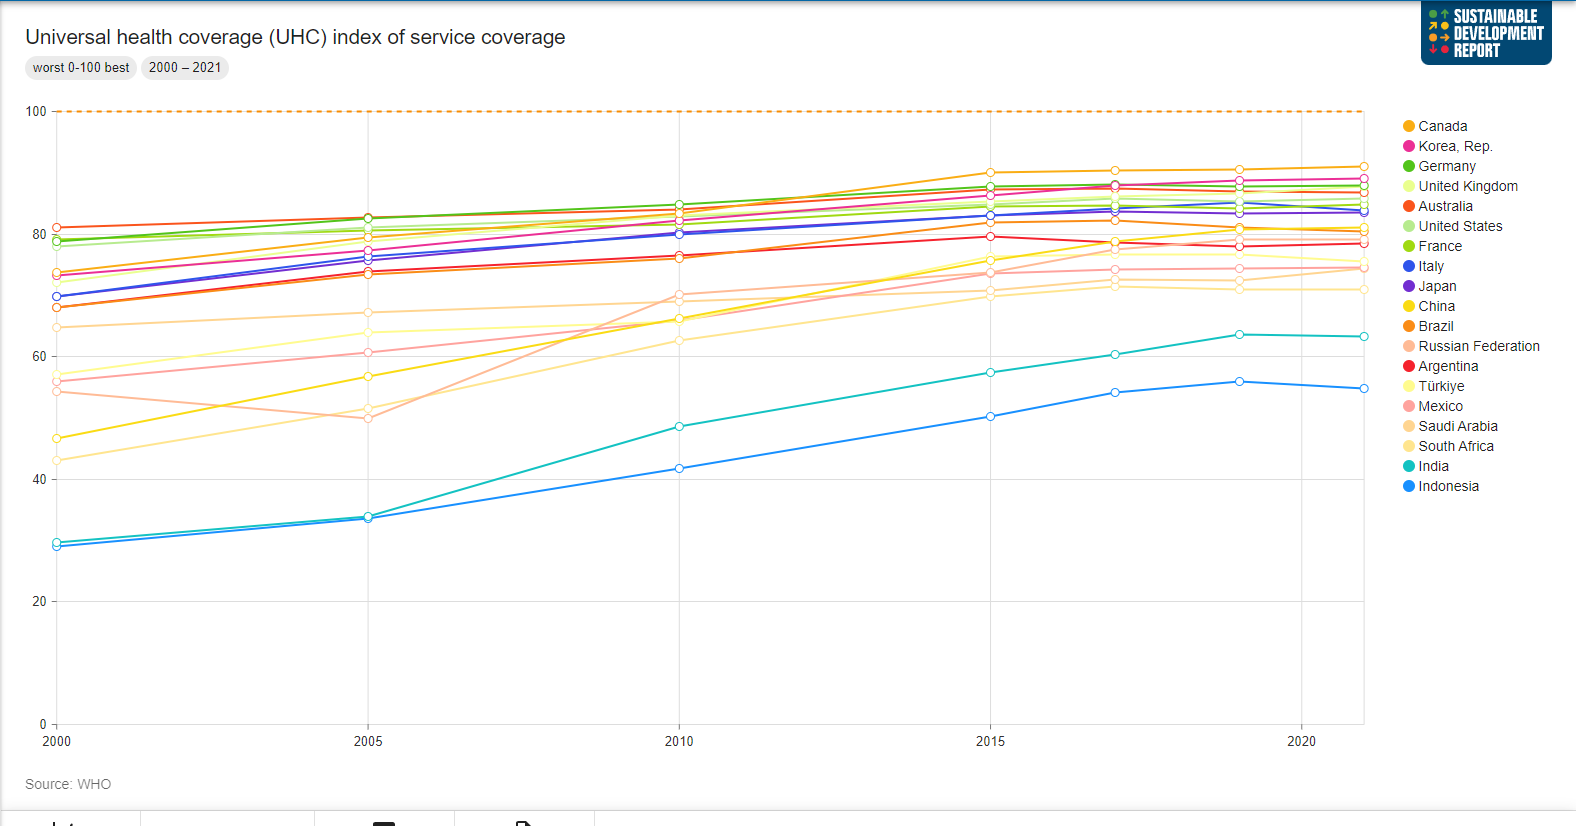 Universal health coverage (UHC) index of service coverage
worst 0-100 best 2000 – 2021
SUSTAINABLE
DEVELOPMENT
REPORT
100
80
60
40
20
0
2000 2005 2010 2015 2020
Canada
Korea, Rep.
Germany
United Kingdom
Australia
United States
France
Italy
Japan
China
Brazil
Russian Federation
Argentina
Türkiye
Mexico
Saudi Arabia
South Africa
India
Indonesia
Source: WHO